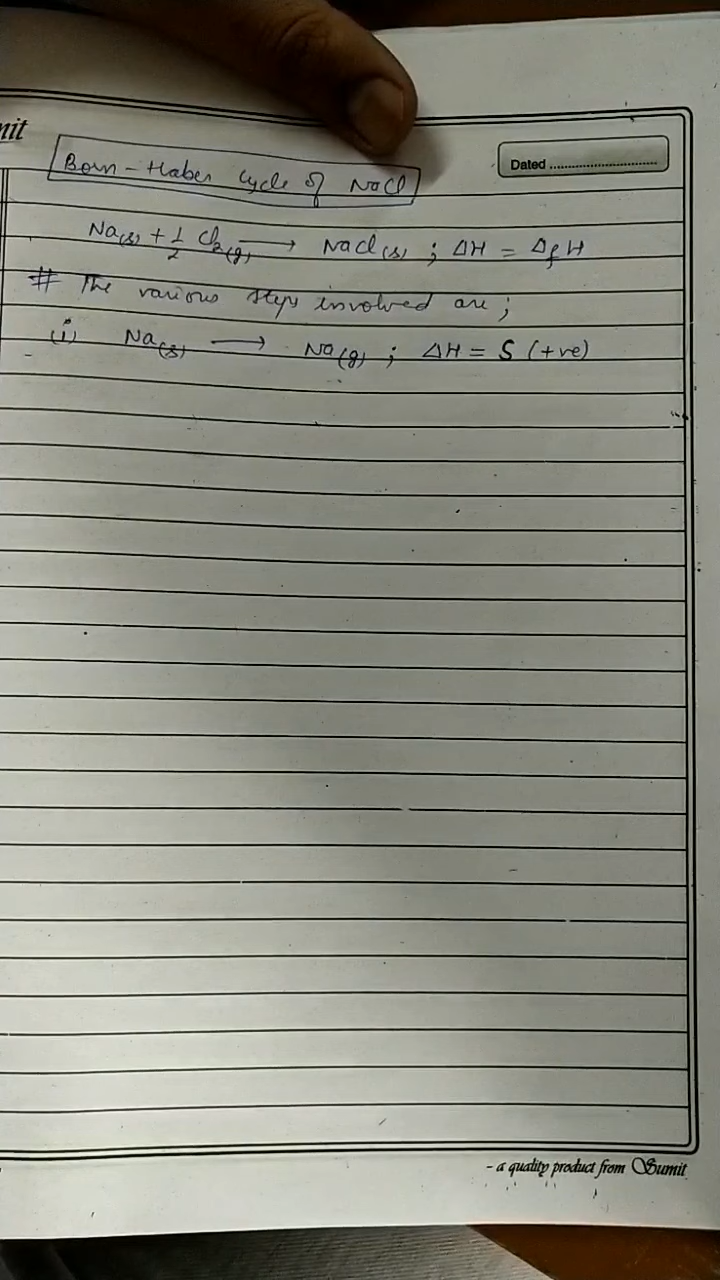 Born-Haber Cycle of NaCl
Dated
Na(s) + 1/2 Cl2(g) → NaCl(s) ; ΔH = ΔfH
# The various steps involved are;
(i) Na(s) → Na(g) ; ΔH = S (+ve)
- a quality product from Sumit